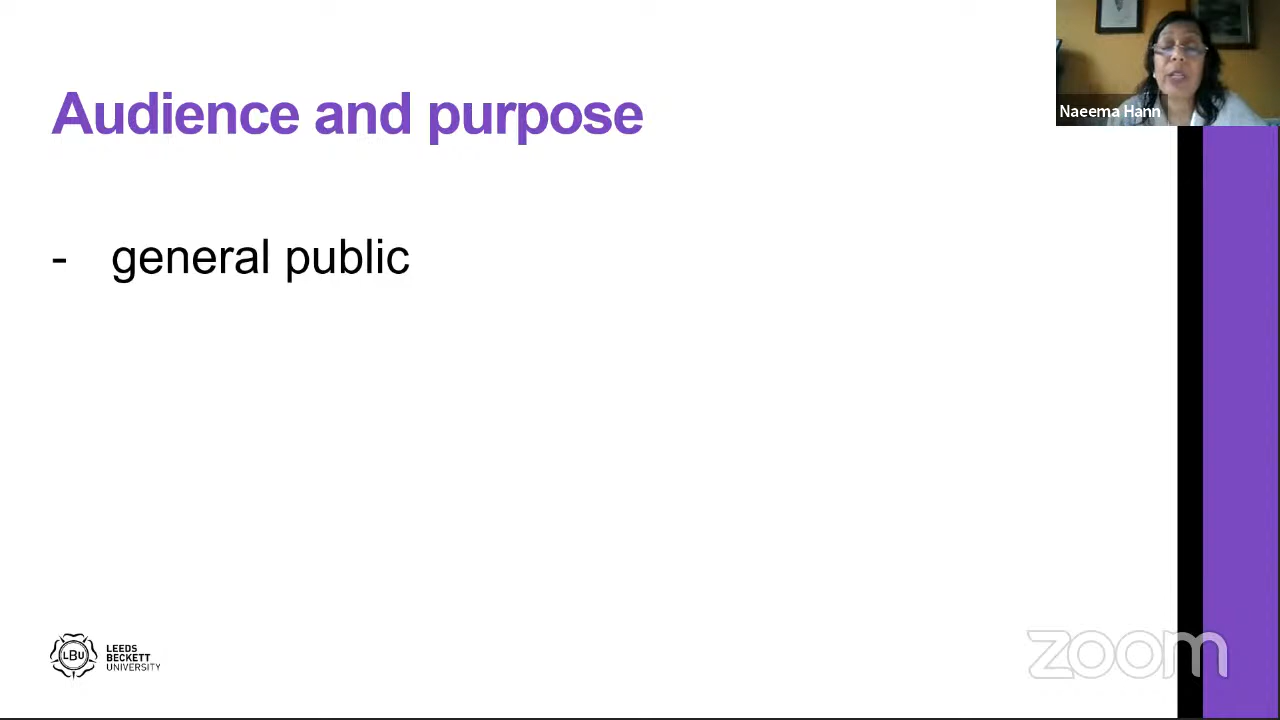 Audience and purpose
- general public
Naeema Hann
LBU
LEEDS
BECKETT
UNIVERSITY
zoom